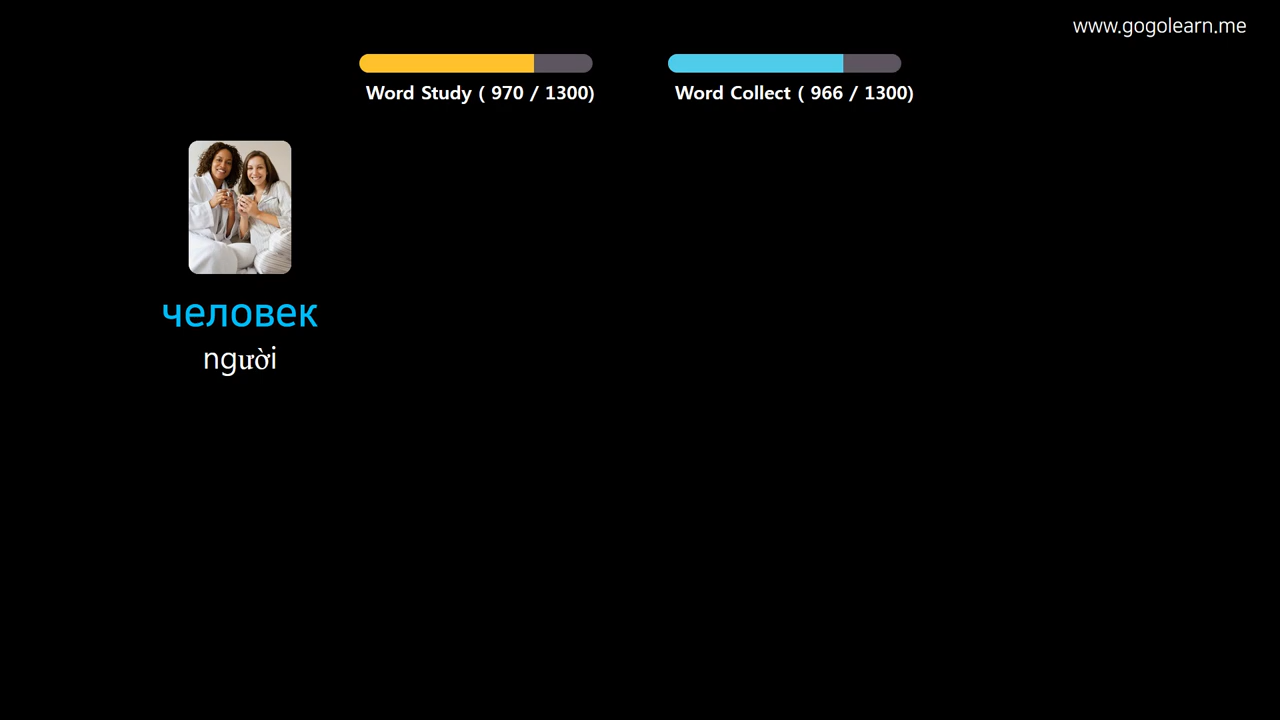 www.gogolearn.me
Word Study ( 970 / 1300)
Word Collect ( 966 / 1300)
человек
người